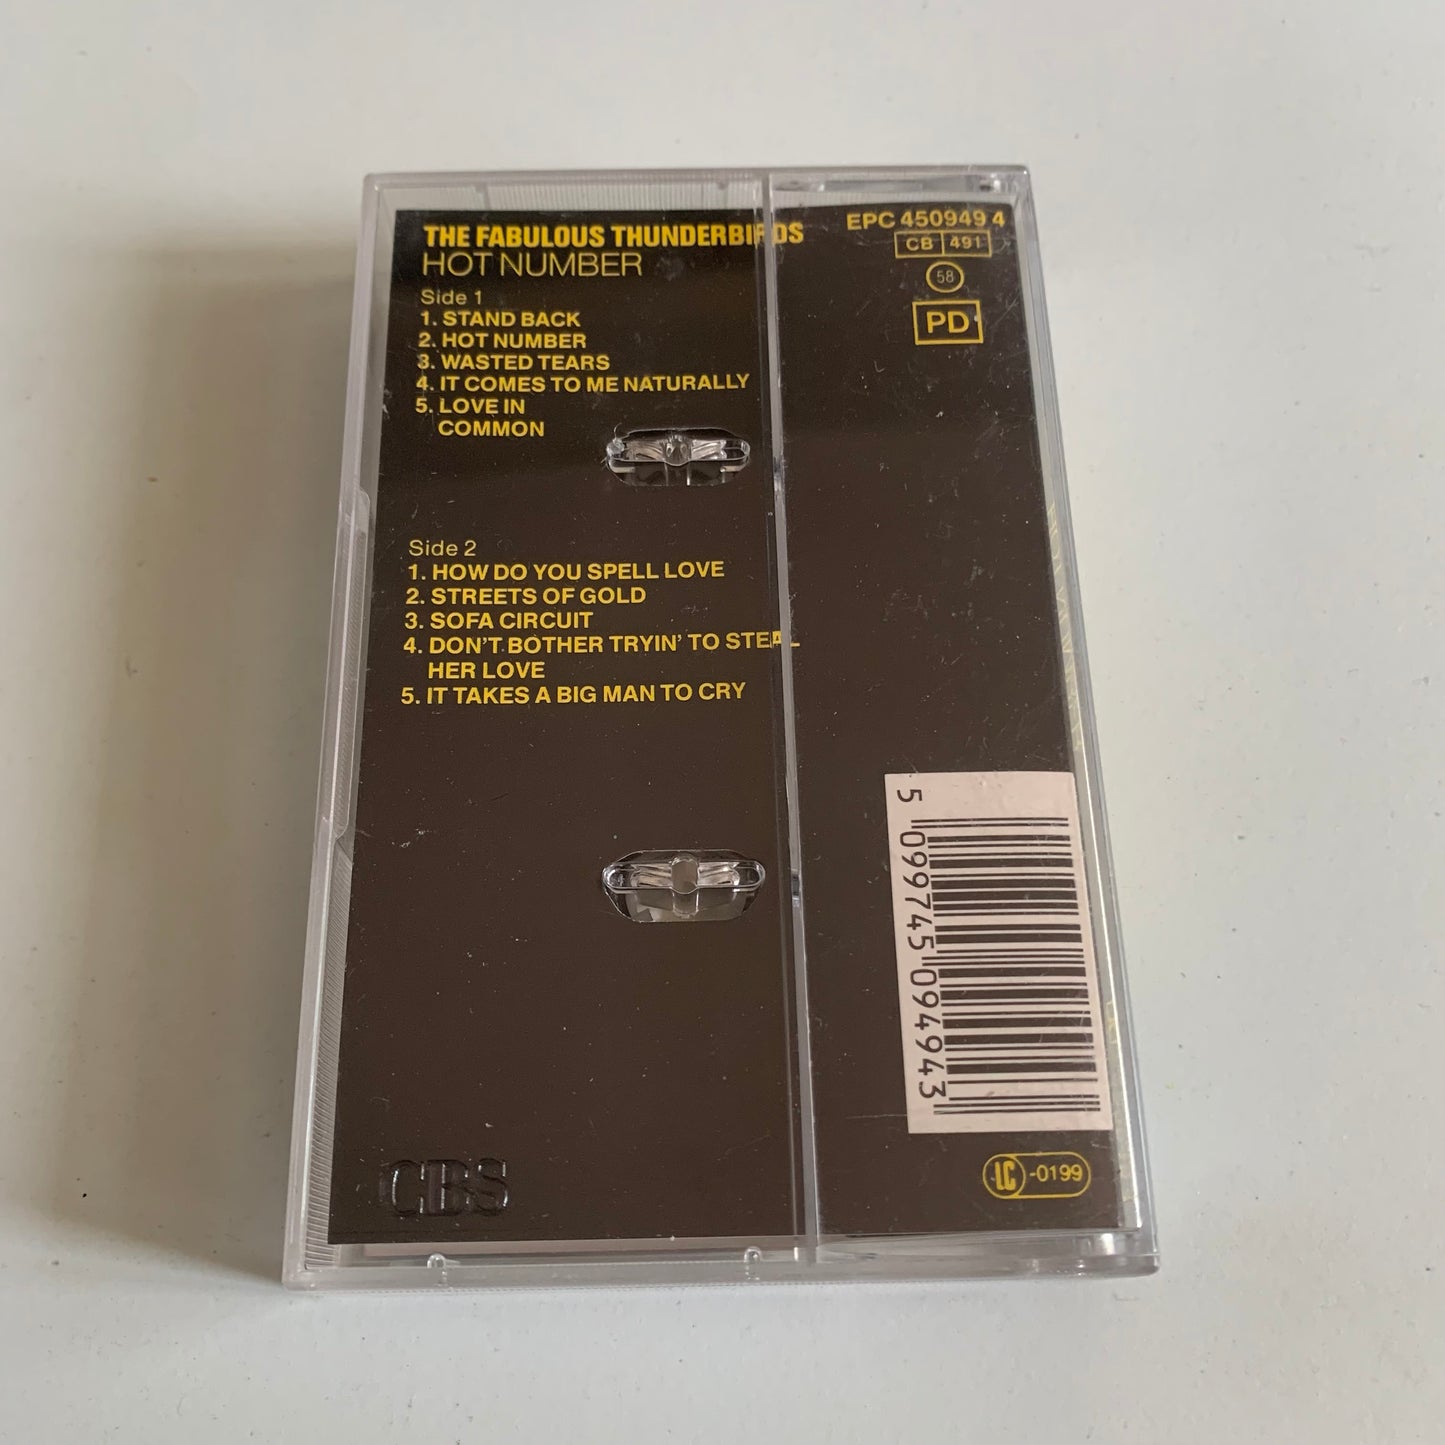 THE FABULOUS THUNDERBIRDS
HOT NUMBER
Side 1
1. STAND BACK
2. HOT NUMBER
3. WASTED TEARS
4. IT COMES TO ME NATURALLY
5. LOVE IN
COMMON
Side 2
1. HOW DO YOU SPELL LOVE
2. STREETS OF GOLD
3. SOFA CIRCUIT
4. DON'T BOTHER TRYIN' TO STEAL
HER LOVE
5. IT TAKES A BIG MAN TO CRY
CBS
EPC 450949 4
CB 491
58
PD
5 099745 094943
LC -0199